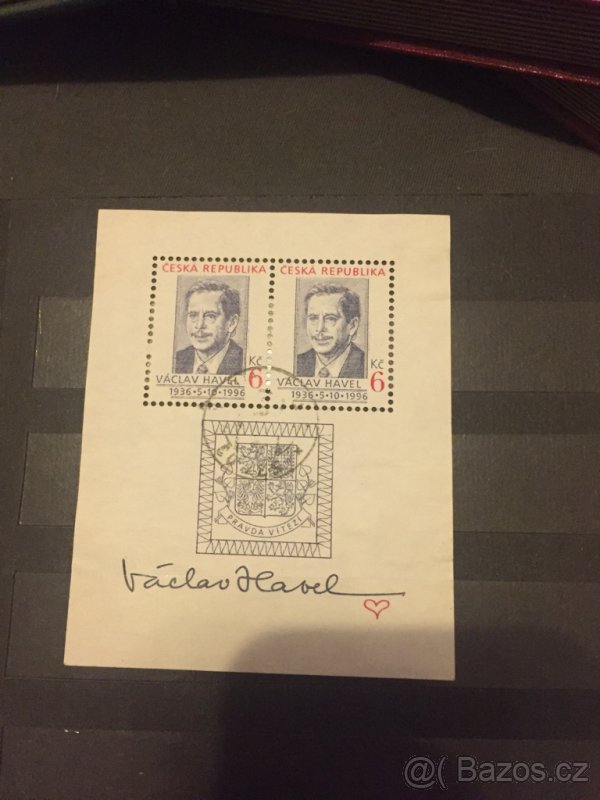 ČESKÁ REPUBLIKA
Kč
VÁCLAV HAVEL 6
1936·5·10·1996
ČESKÁ REPUBLIKA
Kč
VÁCLAV HAVEL 6
1936·5·10·1996
PRAVDA VÍTĚZÍ
Václav Havel
@ Bazos.cz